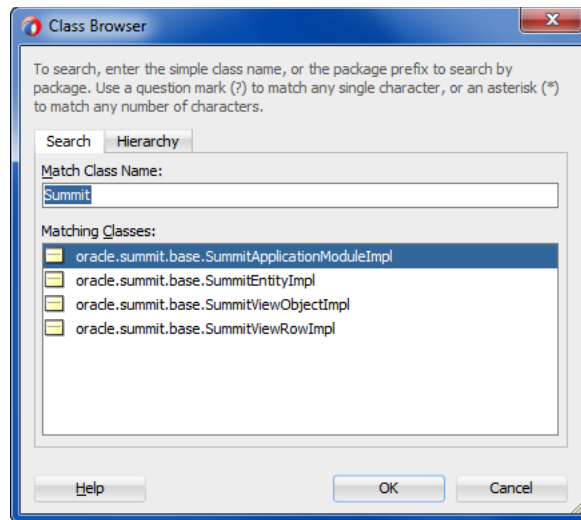 Class Browser
To search, enter the simple class name, or the package prefix to search by
package. Use a question mark (?) to match any single character, or an asterisk (*)
to match any number of characters.
Search Hierarchy
Match Class Name:
Summit
Matching Classes:
oracle.summit.base.SummitApplicationModuleImpl
oracle.summit.base.SummitEntityImpl
oracle.summit.base.SummitViewObjectImpl
oracle.summit.base.SummitViewRowImpl
Help OK Cancel